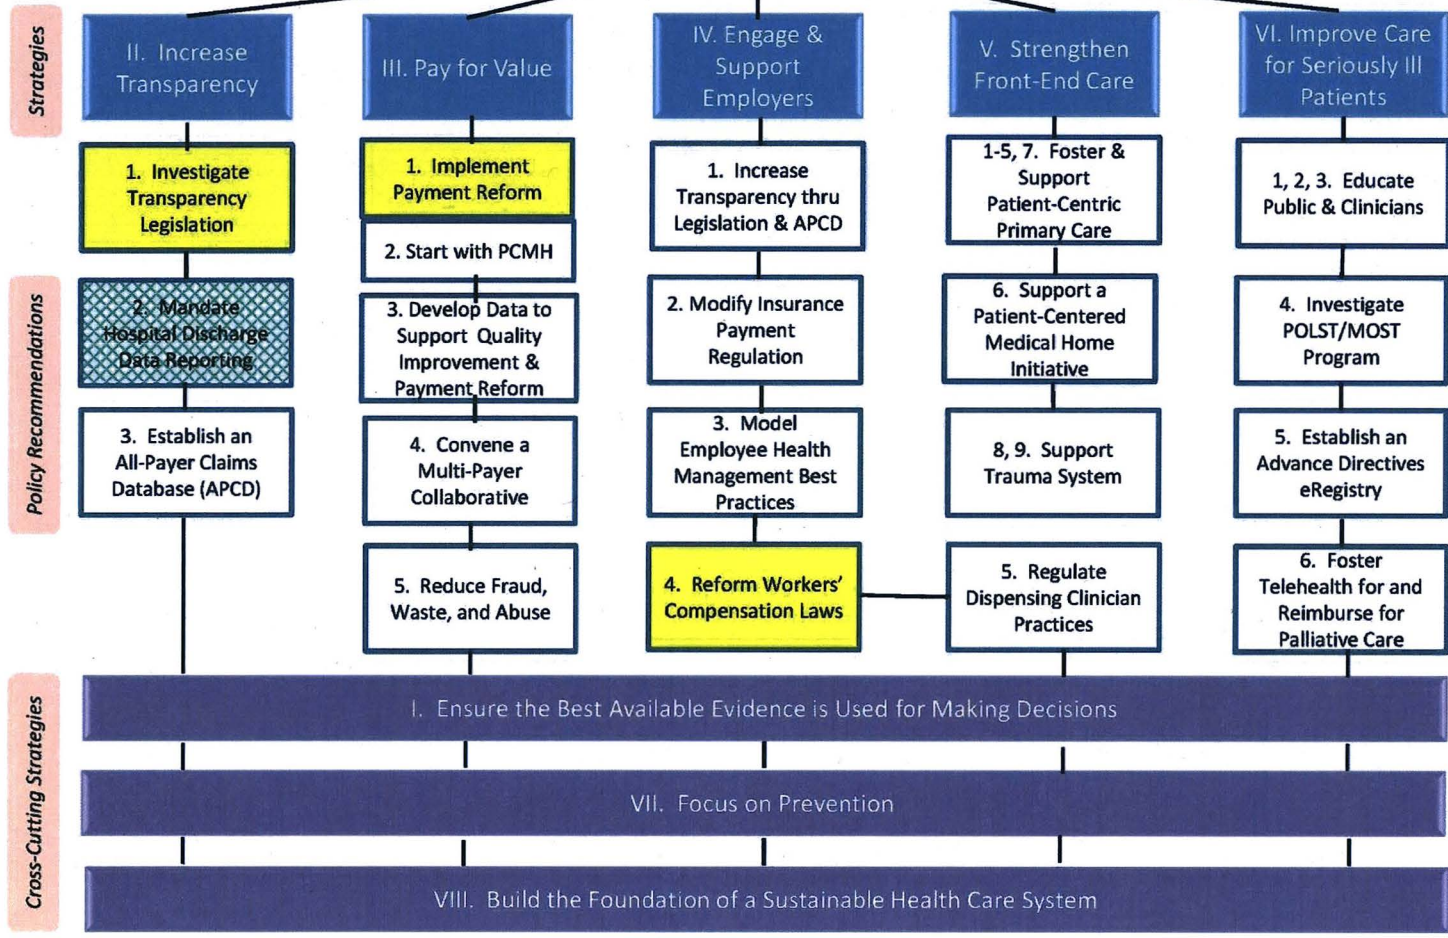 Strategies
II. Increase
Transparency
III. Pay for Value
IV. Engage &
Support
Employers
V. Strengthen
Front-End Care
VI. Improve Care
for Seriously Ill
Patients
Policy Recommendations
1. Investigate
Transparency
Legislation
2. Mandate
Hospital Discharge
Data Reporting
3. Establish an
All-Payer Claims
Database (APCD)
1. Implement
Payment Reform
2. Start with PCMH
3. Develop Data to
Support Quality
Improvement &
Payment Reform
4. Convene a
Multi-Payer
Collaborative
5. Reduce Fraud,
Waste, and Abuse
1. Increase
Transparency thru
Legislation & APCD
2. Modify Insurance
Payment
Regulation
3. Model
Employee Health
Management Best
Practices
4. Reform Workers’
Compensation Laws
1-5, 7. Foster &
Support
Patient-Centric
Primary Care
6. Support a
Patient-Centered
Medical Home
Initiative
8, 9. Support
Trauma System
5. Regulate
Dispensing Clinician
Practices
1, 2, 3. Educate
Public & Clinicians
4. Investigate
POLST/MOST
Program
5. Establish an
Advance Directives
eRegistry
6. Foster
Telehealth for and
Reimburse for
Palliative Care
Cross-Cutting Strategies
I. Ensure the Best Available Evidence is Used for Making Decisions
VII. Focus on Prevention
VIII. Build the Foundation of a Sustainable Health Care System